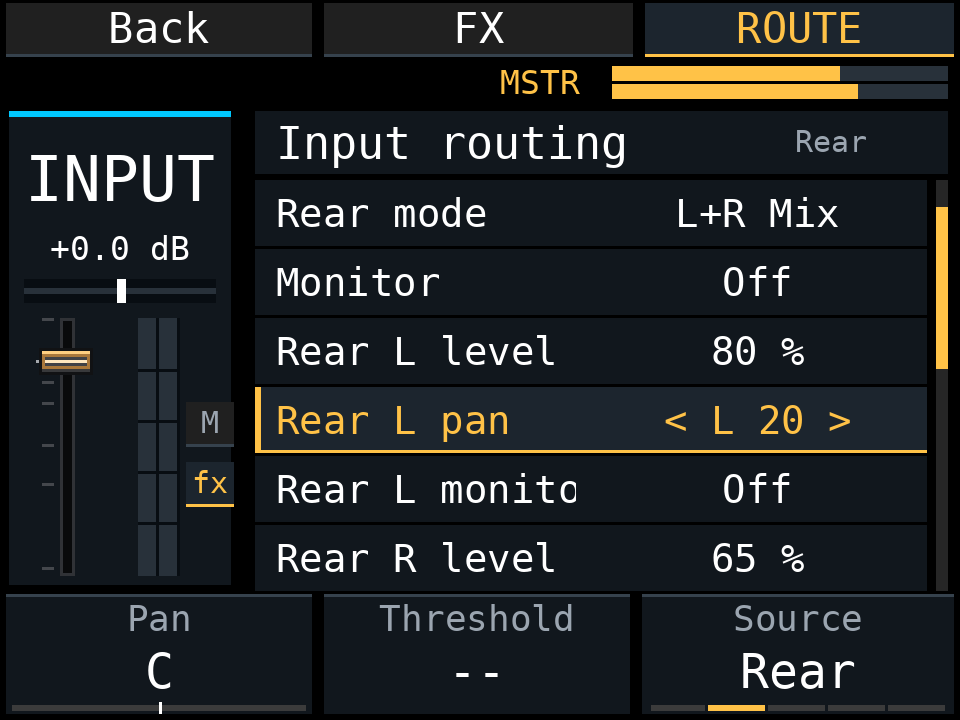 Back FX ROUTE
MSTR
INPUT
+0.0 dB
M
fx
Input routing Rear
Rear mode L+R Mix
Monitor Off
Rear L level 80 %
Rear L pan < L 20 >
Rear L monito Off
Rear R level 65 %
Pan Threshold Source
C -- Rear